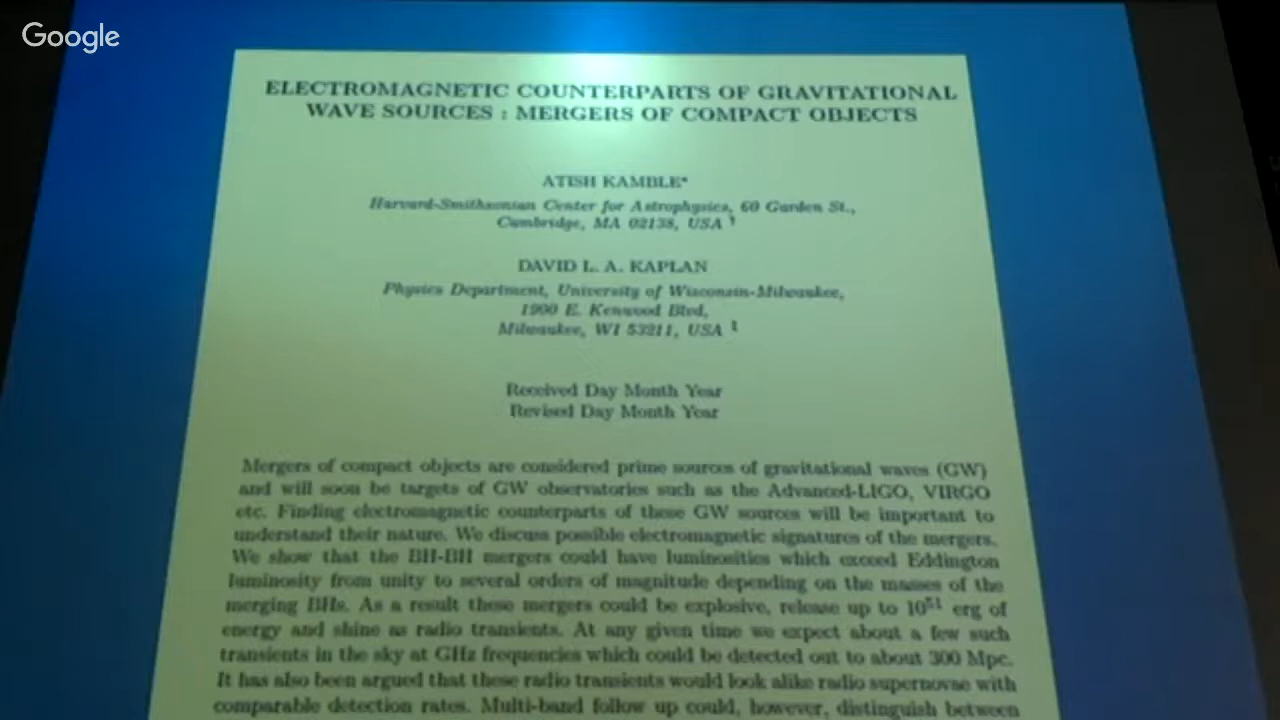 Google
ELECTROMAGNETIC COUNTERPARTS OF GRAVITATIONAL
WAVE SOURCES : MERGERS OF COMPACT OBJECTS
ATISH KAMBLE*
Harvard-Smithsonian Center for Astrophysics, 60 Garden St.,
Cambridge, MA 02138, USA
DAVID L. A. KAPLAN
Physics Department, University of Wisconsin-Milwaukee,
1900 E. Kenwood Blvd,
Milwaukee, WI 53211, USA ‡
Received Day Month Year
Revised Day Month Year
Mergers of compact objects are considered prime sources of gravitational waves (GW)
and will soon be targets of GW observatories such as the Advanced-LIGO, VIRGO
etc. Finding electromagnetic counterparts of these GW sources will be important to
understand their nature. We discuss possible electromagnetic signatures of the mergers.
We show that the BH-BH mergers could have luminosities which exceed Eddington
luminosity from unity to several orders of magnitude depending on the masses of the
merging BHs. As a result these mergers could be explosive, release up to 10⁵¹ erg of
energy and shine as radio transients. At any given time we expect about a few such
transients in the sky at GHz frequencies which could be detected out to about 300 Mpc.
It has also been argued that these radio transients would look alike radio supernovae with
comparable detection rates. Multi-band follow up could, however, distinguish between